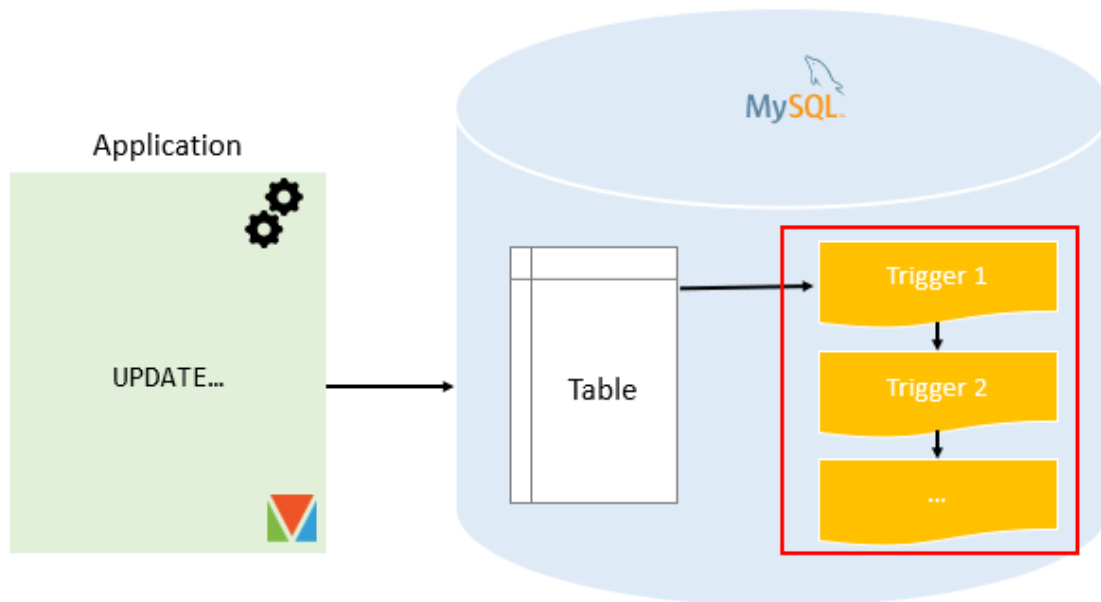 Application
UPDATE…
MySQL
Table
Trigger 1
Trigger 2
…